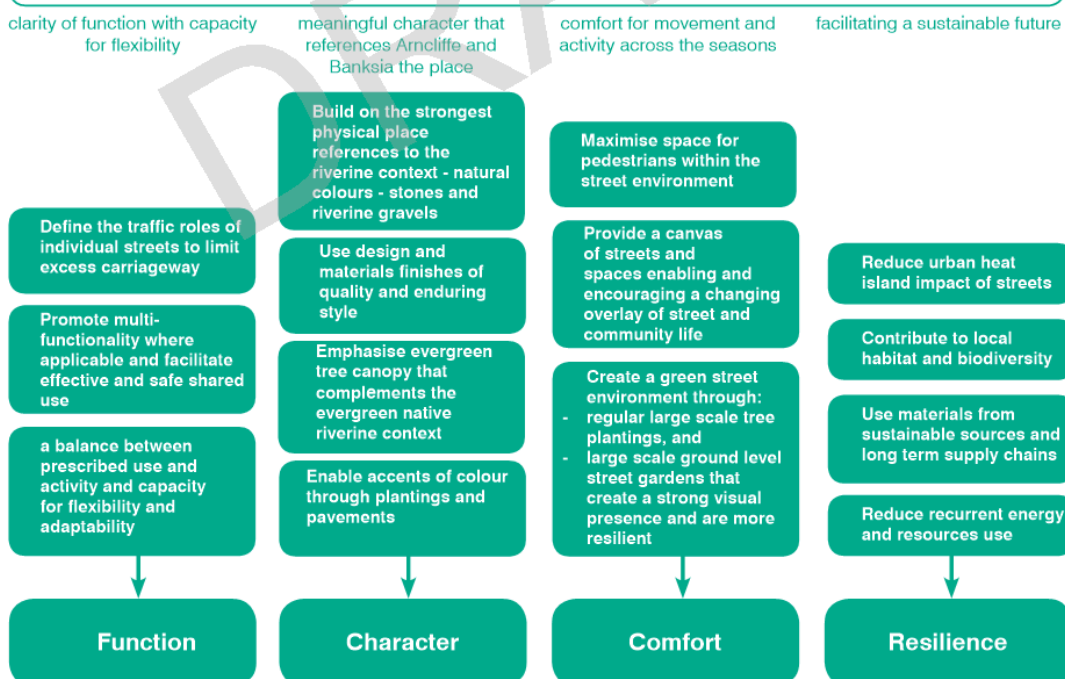 clarity of function with capacity
for flexibility
meaningful character that
references Arncliffe and
Banksia the place
comfort for movement and
activity across the seasons
facilitating a sustainable future
Define the traffic roles of
individual streets to limit
excess carriageway
Promote multi-
functionality where
applicable and facilitate
effective and safe shared
use
a balance between
prescribed use and
activity and capacity
for flexibility and
adaptability
Function
Build on the strongest
physical place
references to the
riverine context - natural
colours - stones and
riverine gravels
Use design and
materials finishes of
quality and enduring
style
Emphasise evergreen
tree canopy that
complements the
evergreen native
riverine context
Enable accents of colour
through plantings and
pavements
Character
Maximise space for
pedestrians within the
street environment
Provide a canvas
of streets and
spaces enabling and
encouraging a changing
overlay of street and
community life
Create a green street
environment through:
- regular large scale tree
plantings, and
- large scale ground level
street gardens that
create a strong visual
presence and are more
resilient
Comfort
Reduce urban heat
island impact of streets
Contribute to local
habitat and biodiversity
Use materials from
sustainable sources and
long term supply chains
Reduce recurrent energy
and resources use
Resilience